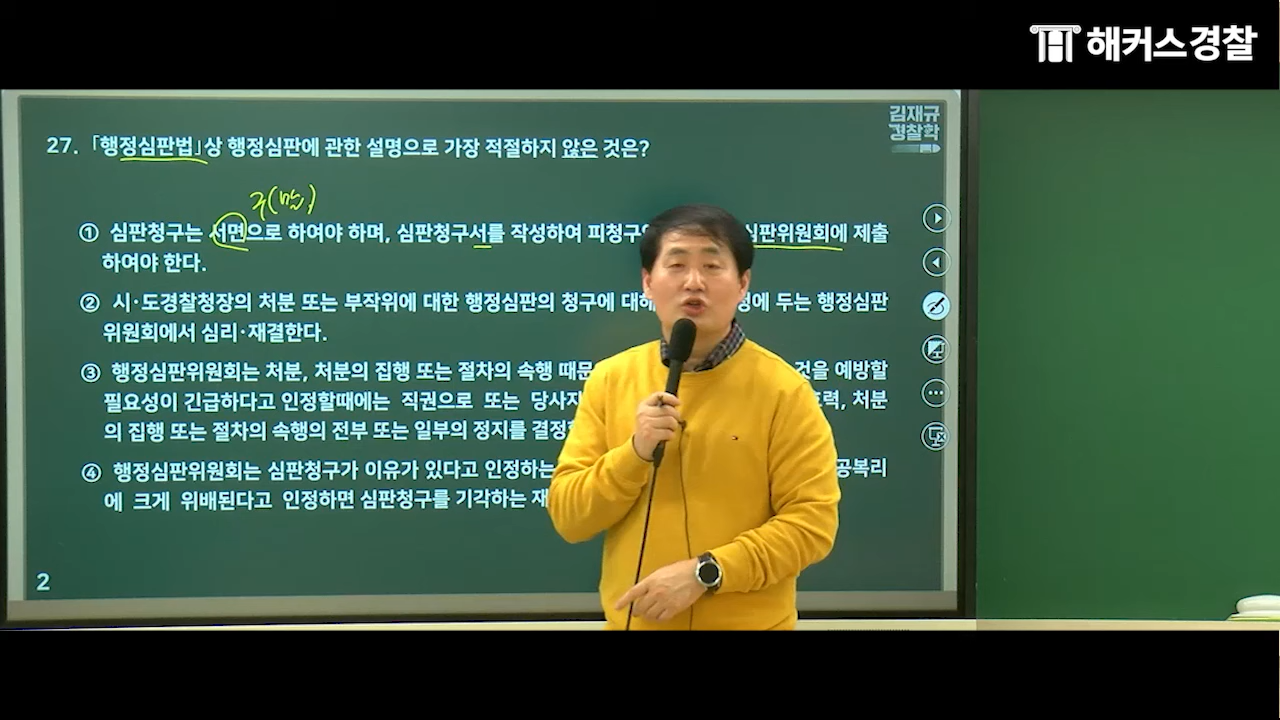 해커스경찰
김재규
경찰학
27. 「행정심판법」상 행정심판에 관한 설명으로 가장 적절하지 않은 것은?
구(말)
① 심판청구는 서면으로 하여야 하며, 심판청구서를 작성하여 피청구 심판위원회에 제출
하여야 한다.
② 시·도경찰청장의 처분 또는 부작위에 대한 행정심판의 청구에 대해 에 두는 행정심판
위원회에서 심리·재결한다.
③ 행정심판위원회는 처분, 처분의 집행 또는 절차의 속행 때문 것을 예방할
필요성이 긴급하다고 인정할때에는 직권으로 또는 당사자 처분
의 집행 또는 절차의 속행의 전부 또는 일부의 정지를 결정
④ 행정심판위원회는 심판청구가 이유가 있다고 인정하는 공복리
에 크게 위배된다고 인정하면 심판청구를 기각하는 재
2